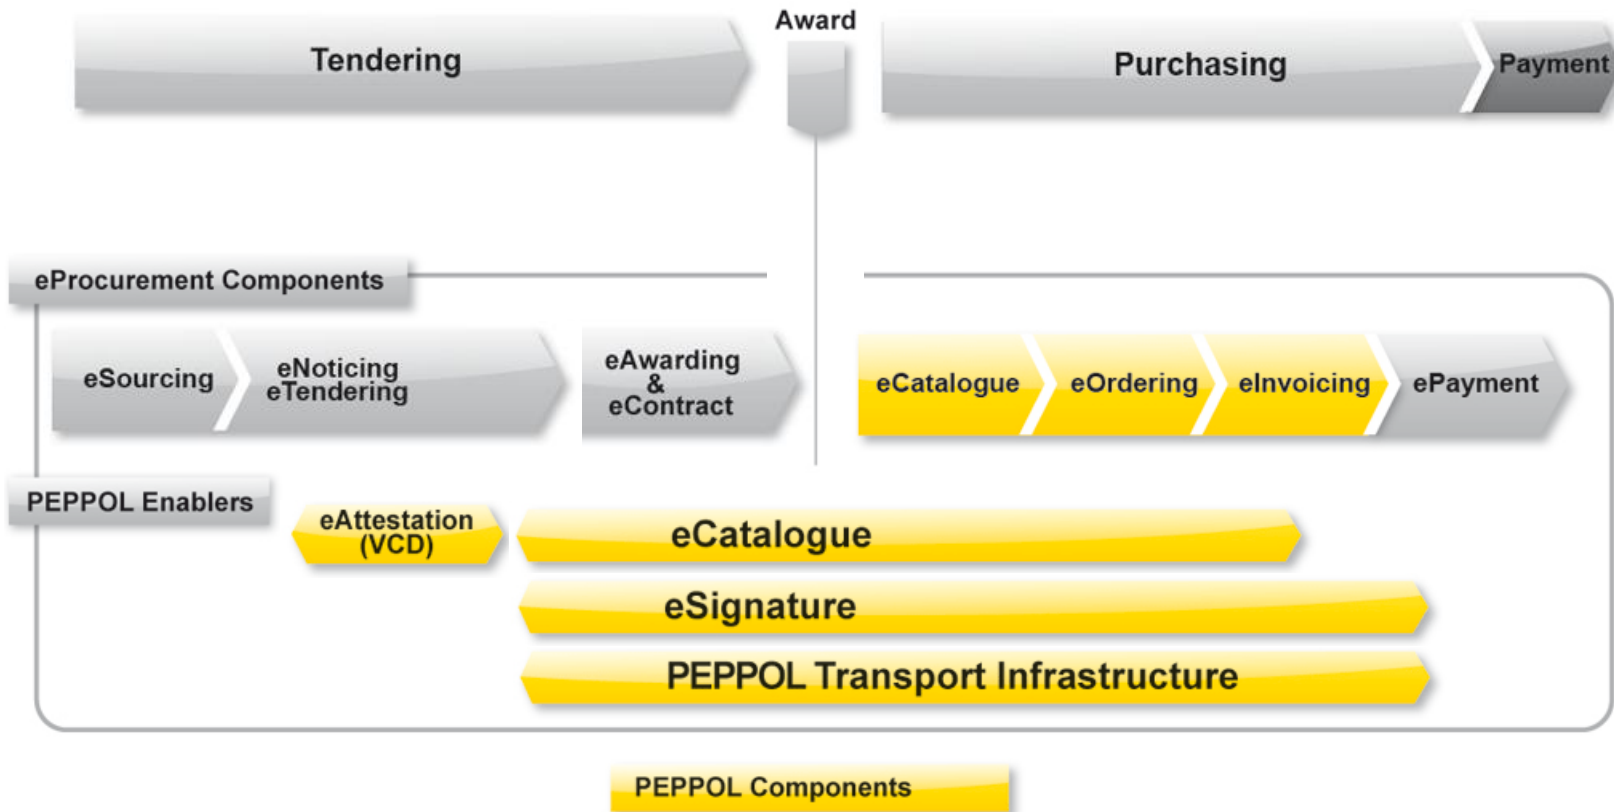 Award
Tendering
Purchasing
Payment
eProcurement Components
eSourcing
eNoticing
eTendering
eAwarding
&
eContract
eCatalogue
eOrdering
eInvoicing
ePayment
PEPPOL Enablers
eAttestation
(VCD)
eCatalogue
eSignature
PEPPOL Transport Infrastructure
PEPPOL Components